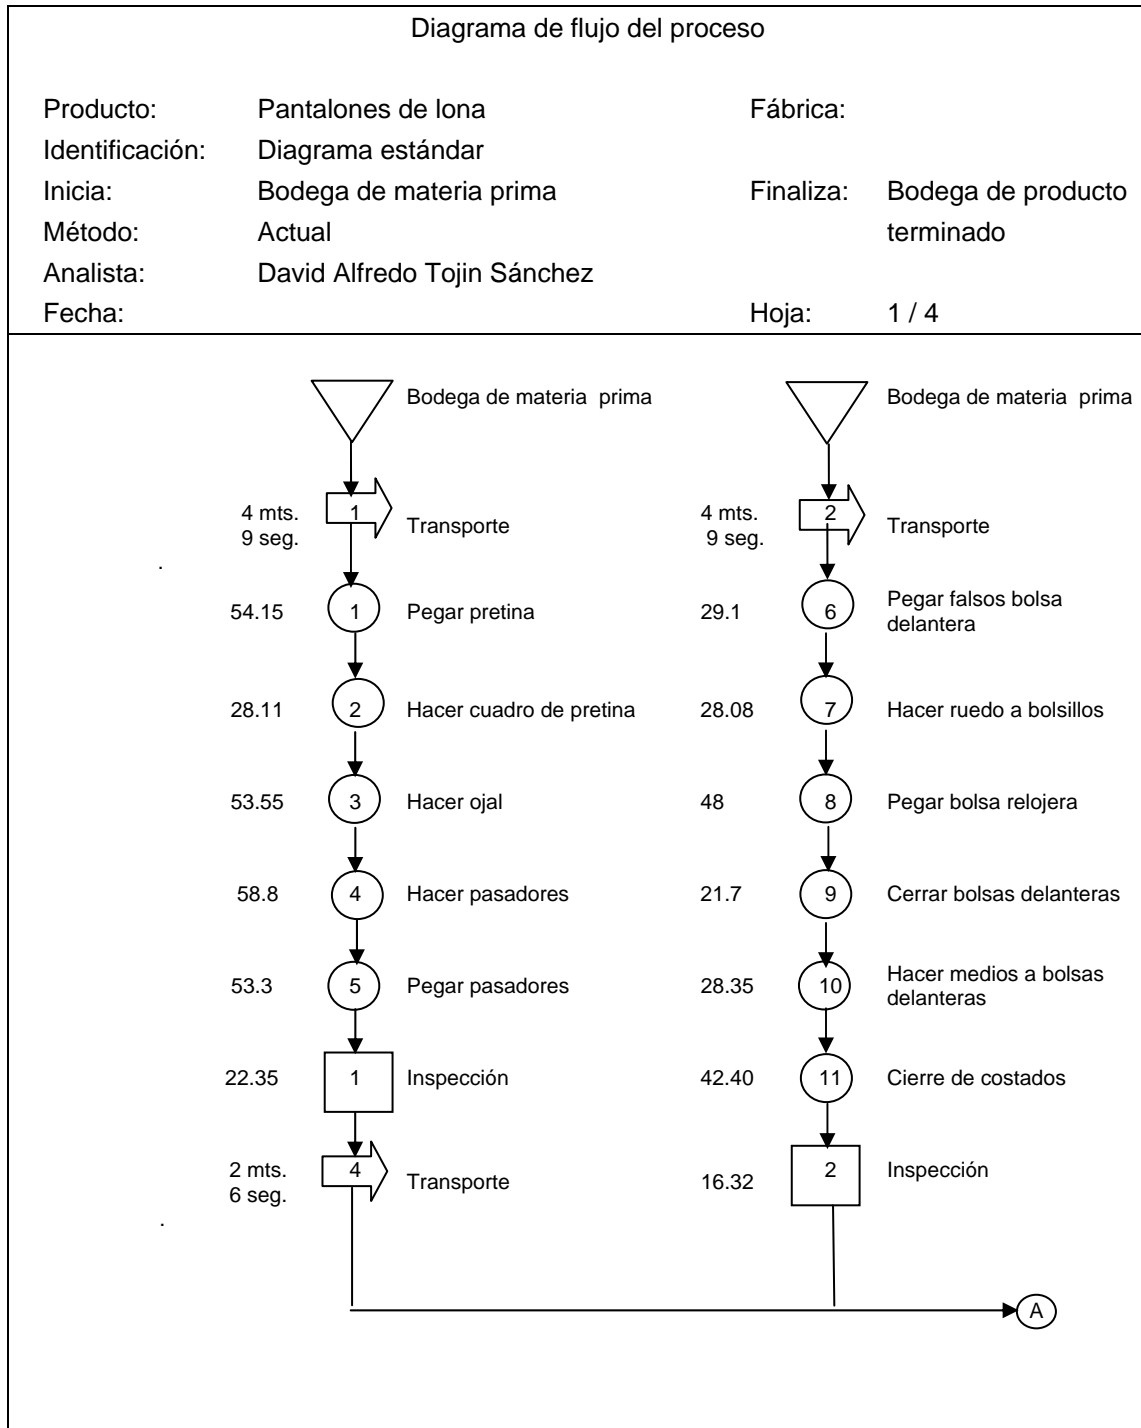 Diagrama de flujo del proceso
Producto: Pantalones de lona Fábrica:
Identificación: Diagrama estándar
Inicia: Bodega de materia prima Finaliza: Bodega de producto
Método: Actual terminado
Analista: David Alfredo Tojin Sánchez
Fecha: Hoja: 1 / 4
Bodega de materia prima
4 mts.
9 seg.
1
Transporte
54.15 1 Pegar pretina
28.11 2 Hacer cuadro de pretina
53.55 3 Hacer ojal
58.8 4 Hacer pasadores
53.3 5 Pegar pasadores
22.35 1 Inspección
2 mts.
6 seg.
4
Transporte
Bodega de materia prima
4 mts.
9 seg.
2
Transporte
29.1 6 Pegar falsos bolsa
delantera
28.08 7 Hacer ruedo a bolsillos
48 8 Pegar bolsa relojera
21.7 9 Cerrar bolsas delanteras
28.35 10 Hacer medios a bolsas
delanteras
42.40 11 Cierre de costados
16.32 2 Inspección
A